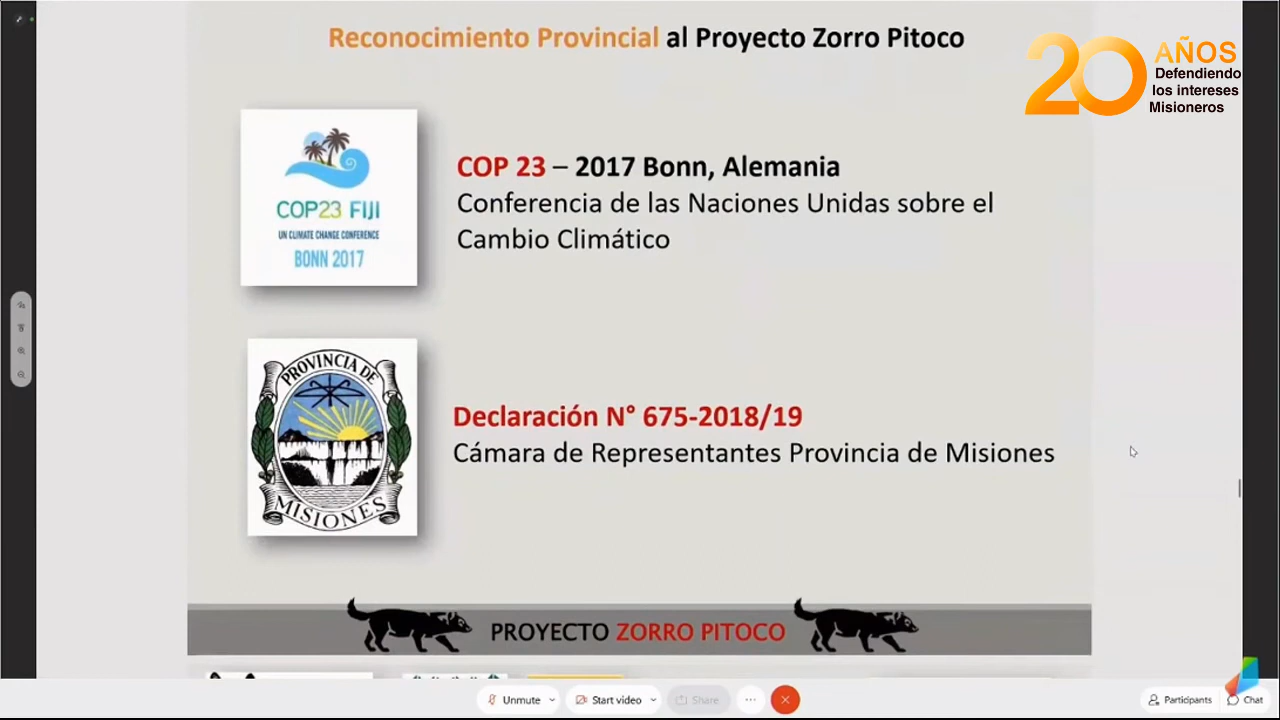 Reconocimiento Provincial al Proyecto Zorro Pitoco
20 AÑOS
Defendiendo
los intereses
Misioneros
COP23 FIJI
UN CLIMATE CHANGE CONFERENCE
BONN 2017
COP 23 – 2017 Bonn, Alemania
Conferencia de las Naciones Unidas sobre el
Cambio Climático
PROVINCIA DE
MISIONES
Declaración N° 675-2018/19
Cámara de Representantes Provincia de Misiones
PROYECTO ZORRO PITOCO
Unmute
Start video
Share
Participants
Chat